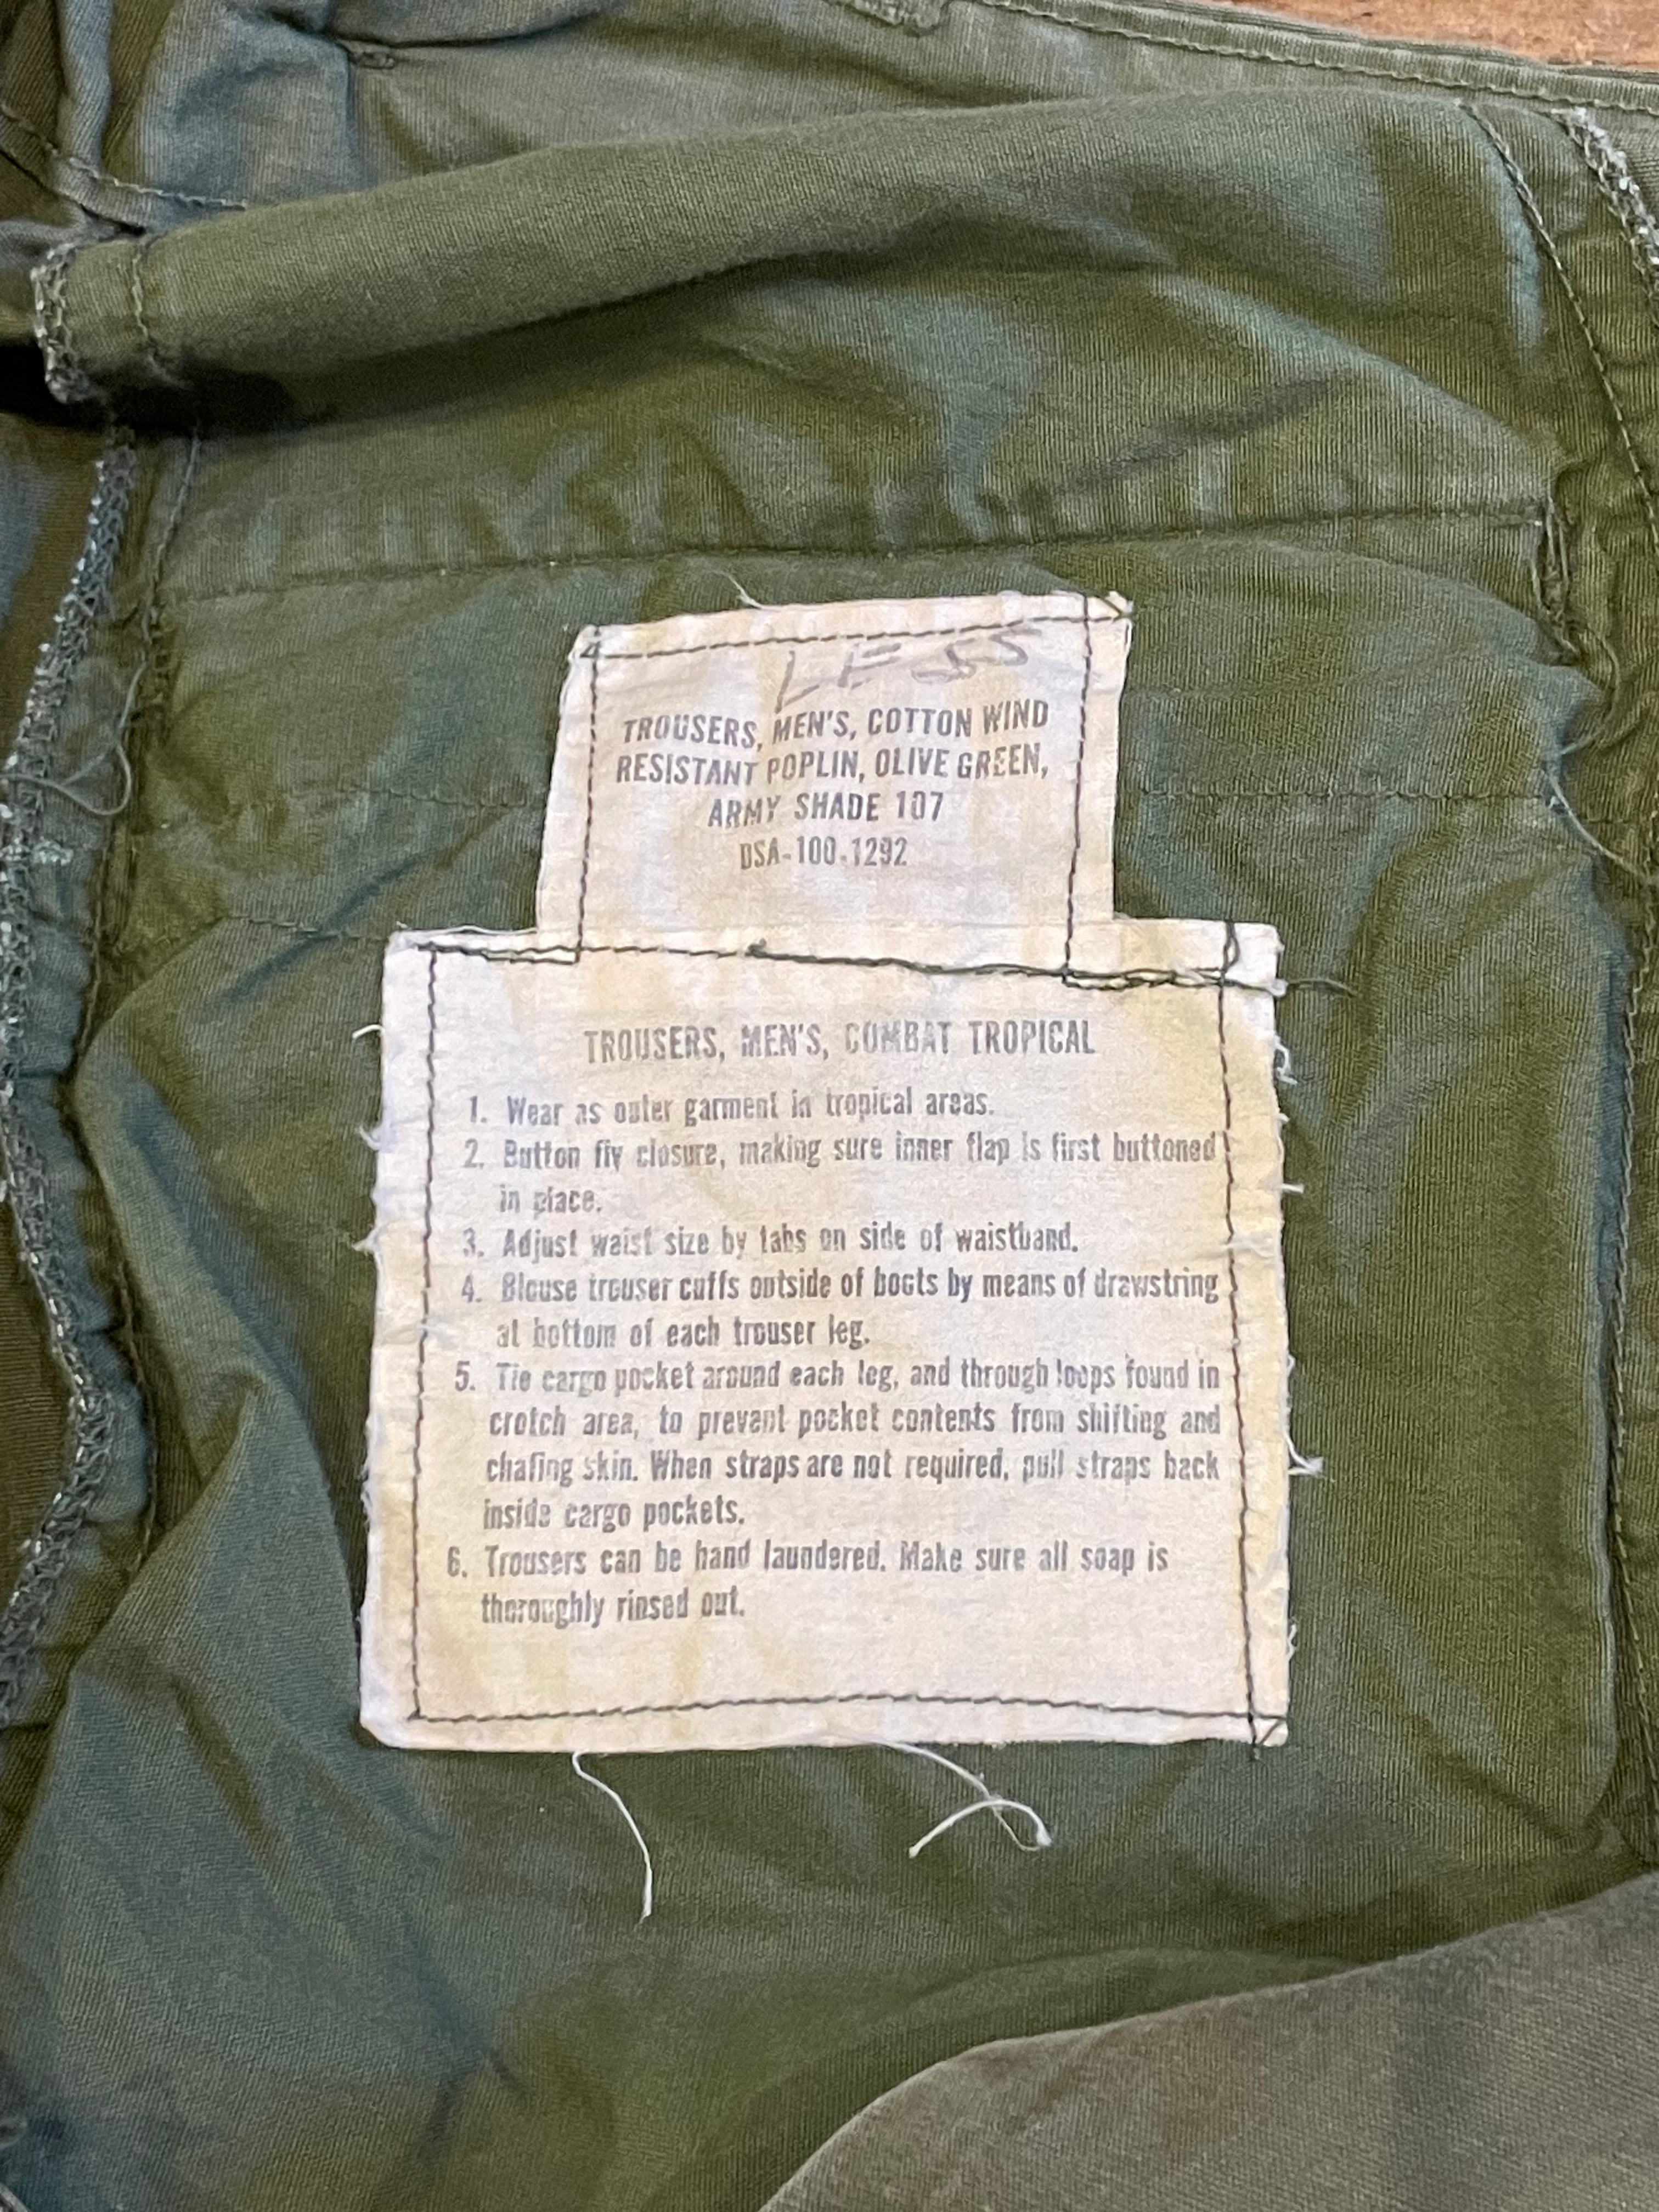 TROUSERS, MEN'S, COTTON WIND
RESISTANT POPLIN, OLIVE GREEN,
ARMY SHADE 107
DSA-100-1292
TROUSERS, MEN'S, COMBAT TROPICAL
1. Wear as outer garment in tropical areas.
2. Button fly closure, making sure inner flap is first buttoned
in place.
3. Adjust waist size by tabs on side of waistband.
4. Blouse trouser cuffs outside of boots by means of drawstring
at bottom of each trouser leg.
5. Tie cargo pocket around each leg, and through loops found in
crotch area, to prevent pocket contents from shifting and
chafing skin. When straps are not required, pull straps back
inside cargo pockets.
6. Trousers can be hand laundered. Make sure all soap is
thoroughly rinsed out.